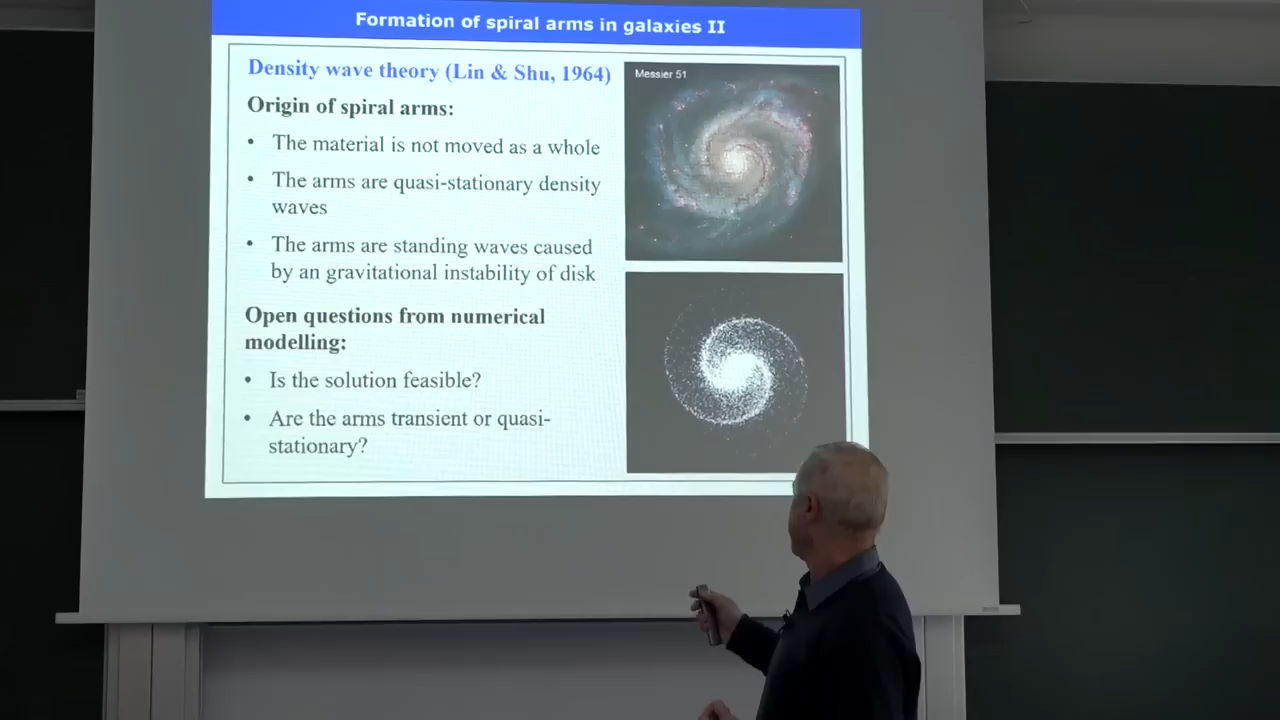 Formation of spiral arms in galaxies II
Density wave theory (Lin & Shu, 1964)
Messier 51
Origin of spiral arms:
• The material is not moved as a whole
• The arms are quasi-stationary density
waves
• The arms are standing waves caused
by an gravitational instability of disk
Open questions from numerical
modelling:
• Is the solution feasible?
• Are the arms transient or quasi-
stationary?